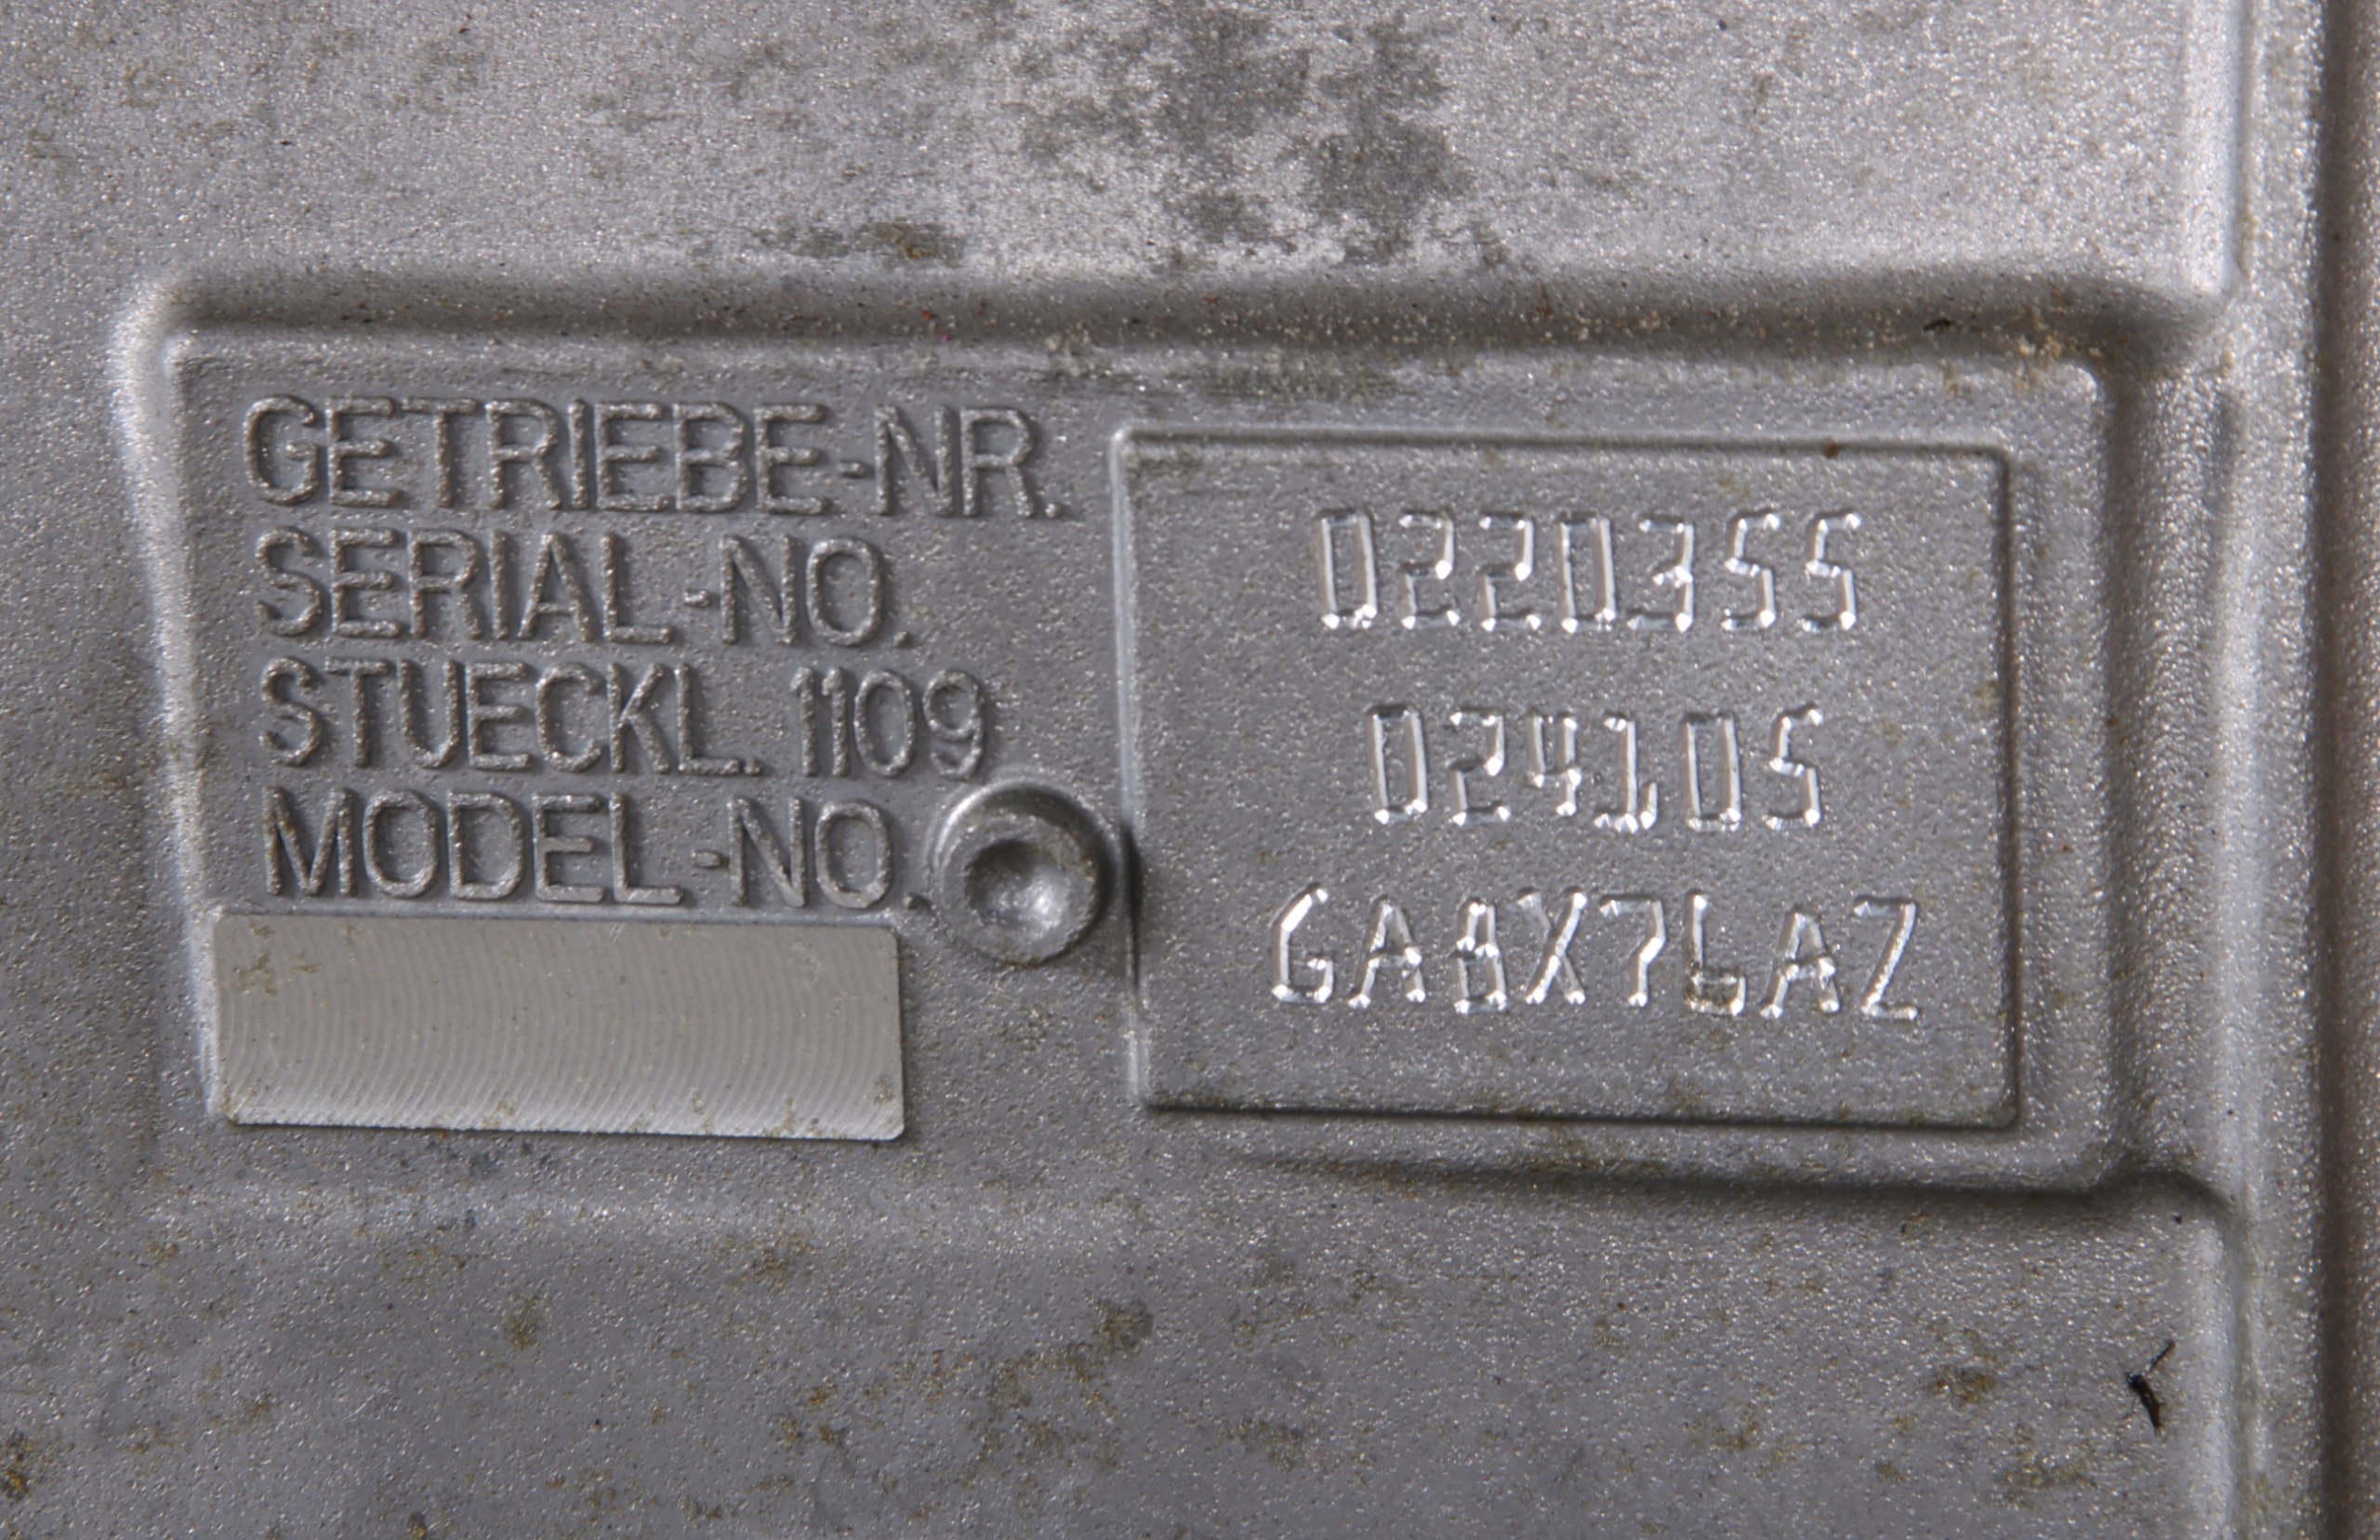 GETRIEBE-NR.
SERIAL-NO.
STUECKL. 1109
MODEL-NO.
0220355
024105
GA8X76AZ